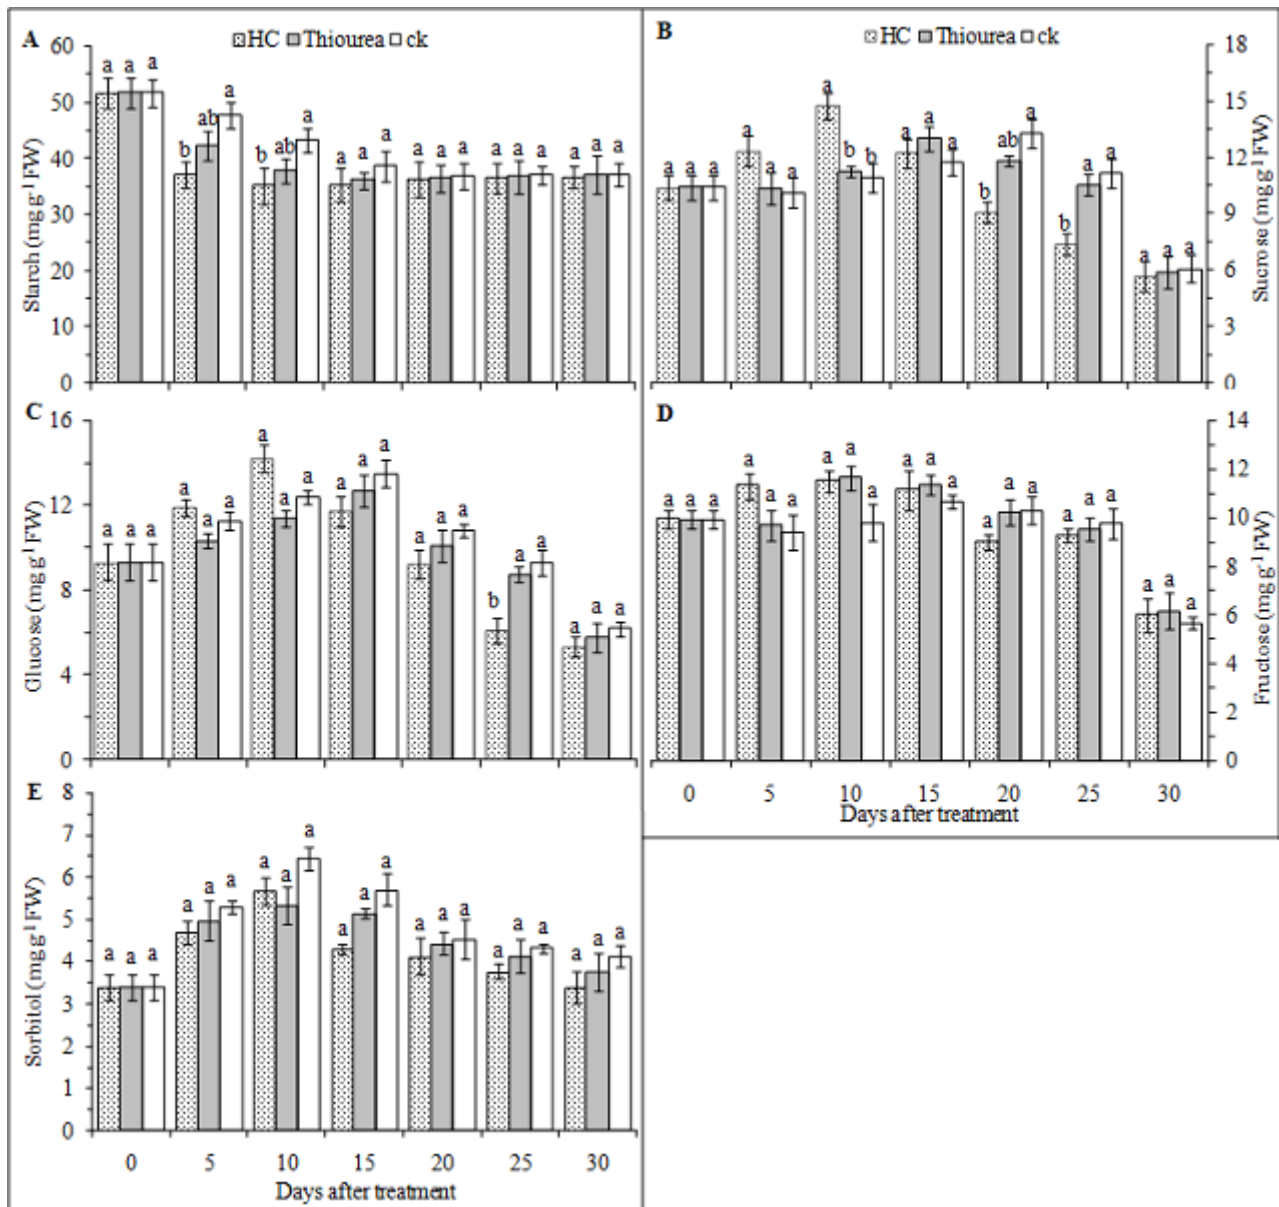 A
HC Thiourea ck
60
50
40
30
20
10
0
Starch (mg g-1 FW)
a a a
b ab a
b ab a
a a a
a a a
a a a
a a a
B
HC Thiourea ck
18
15
12
9
6
3
0
Sucrose (mg g-1 FW)
a a a
a a a
a b b
a a a
b ab a
b a a
a a a
C
16
12
8
4
0
Glucose (mg g-1 FW)
a a a
a a a
a a a
a a a
a a a
b a a
a a a
D
14
12
10
8
6
4
2
0
Fructose (mg g-1 FW)
a a a
a a a
a a a
a a a
a a a
a a a
a a a
0 5 10 15 20 25 30
Days after treatment
E
8
7
6
5
4
3
2
1
0
Sorbitol (mg g-1 FW)
a a a
a a a
a a a
a a a
a a a
a a a
a a a
0 5 10 15 20 25 30
Days after treatment